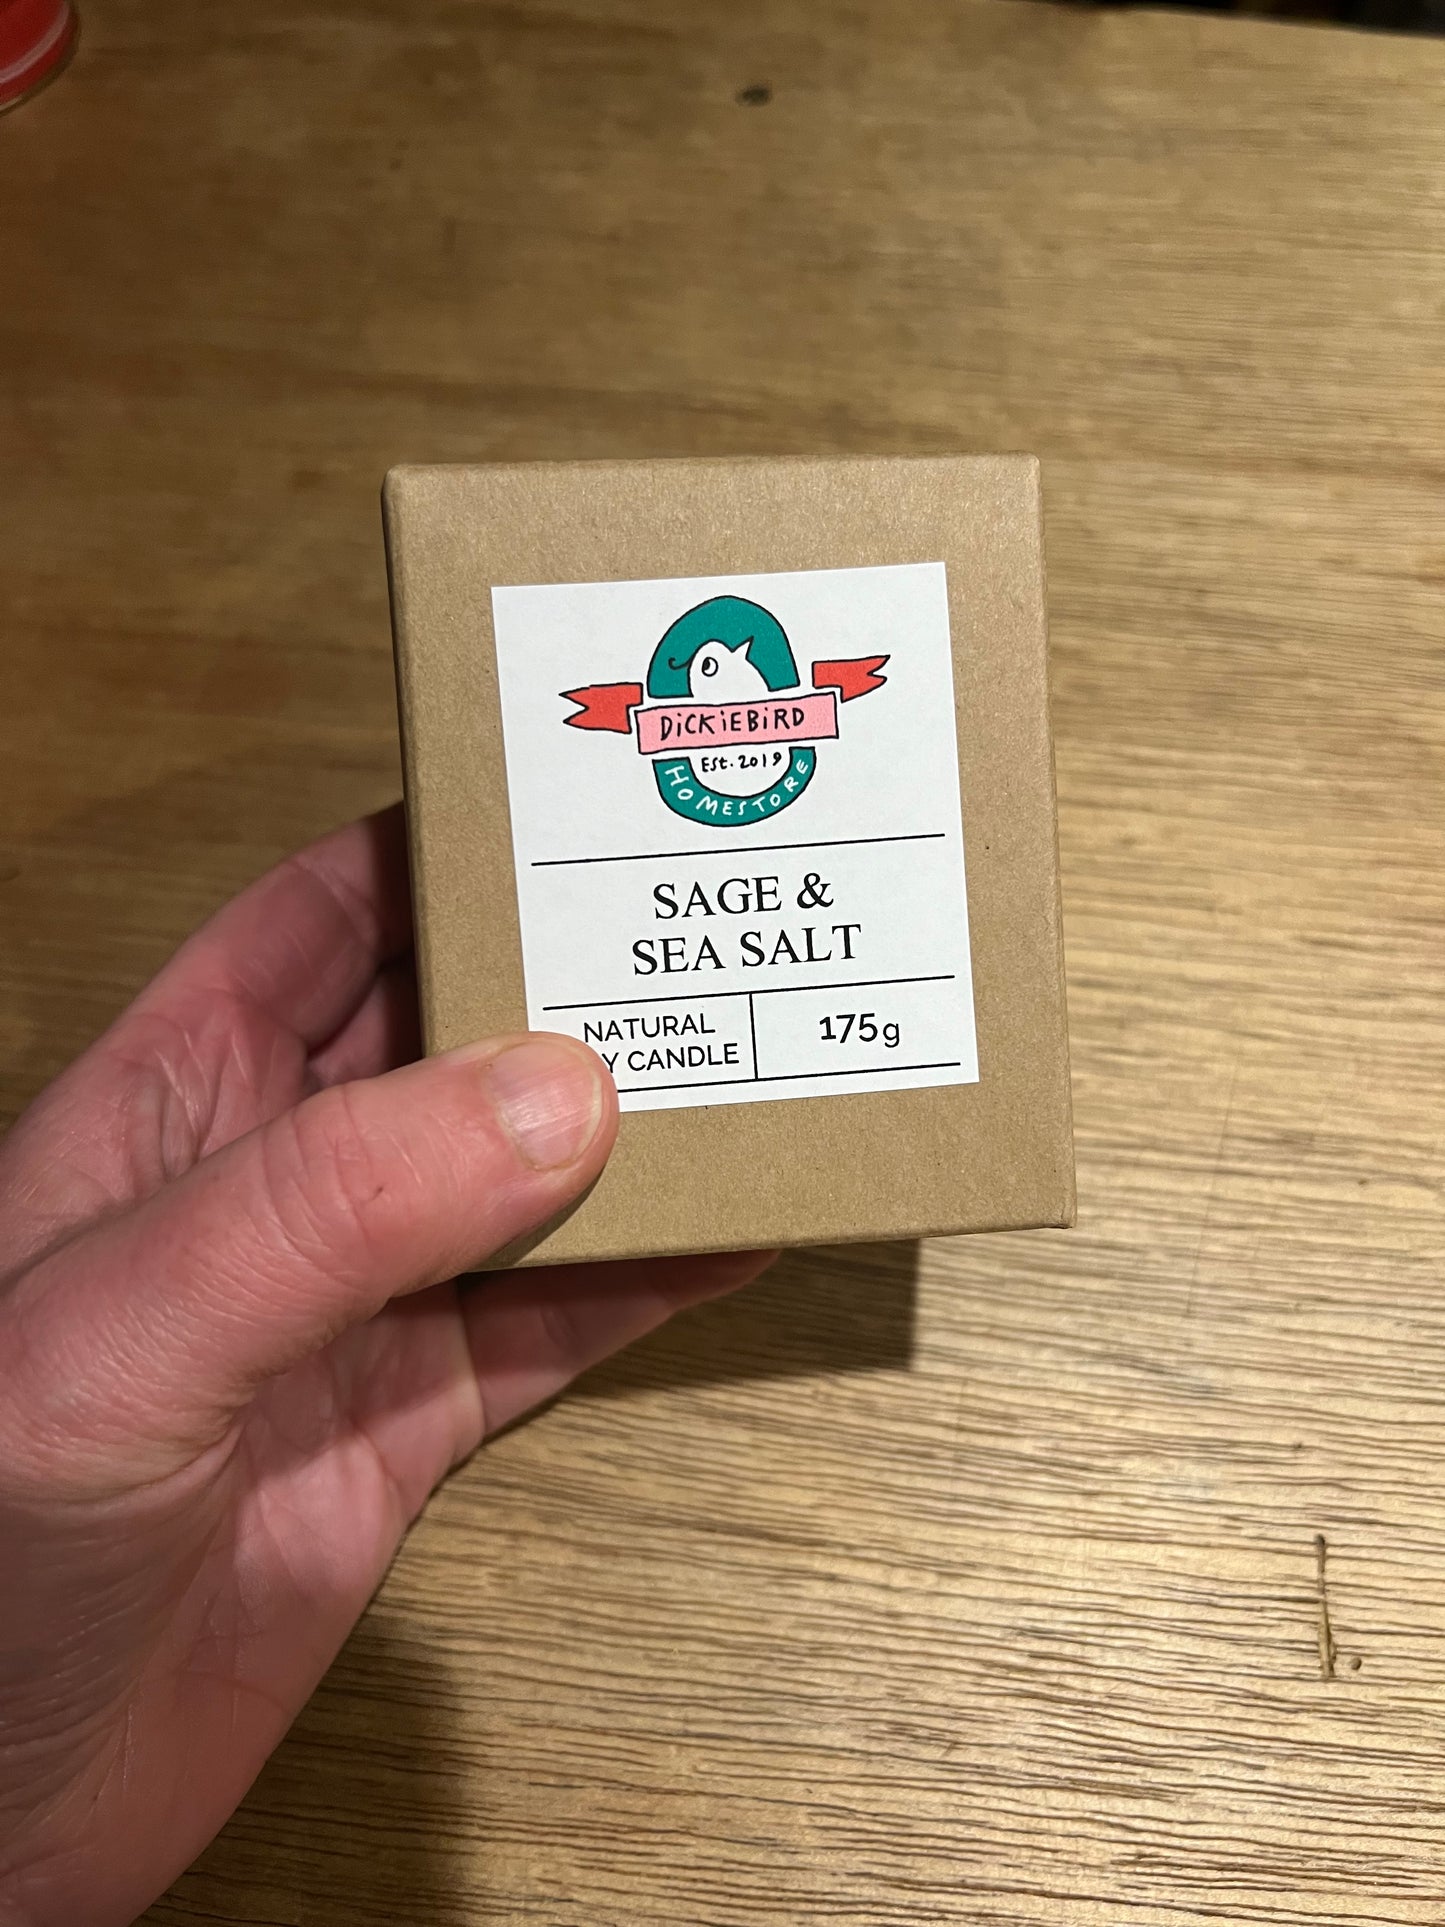 DiCKiEBiRD
Est. 2019
HOMESTORE
SAGE &
SEA SALT
NATURAL
Y CANDLE
175g